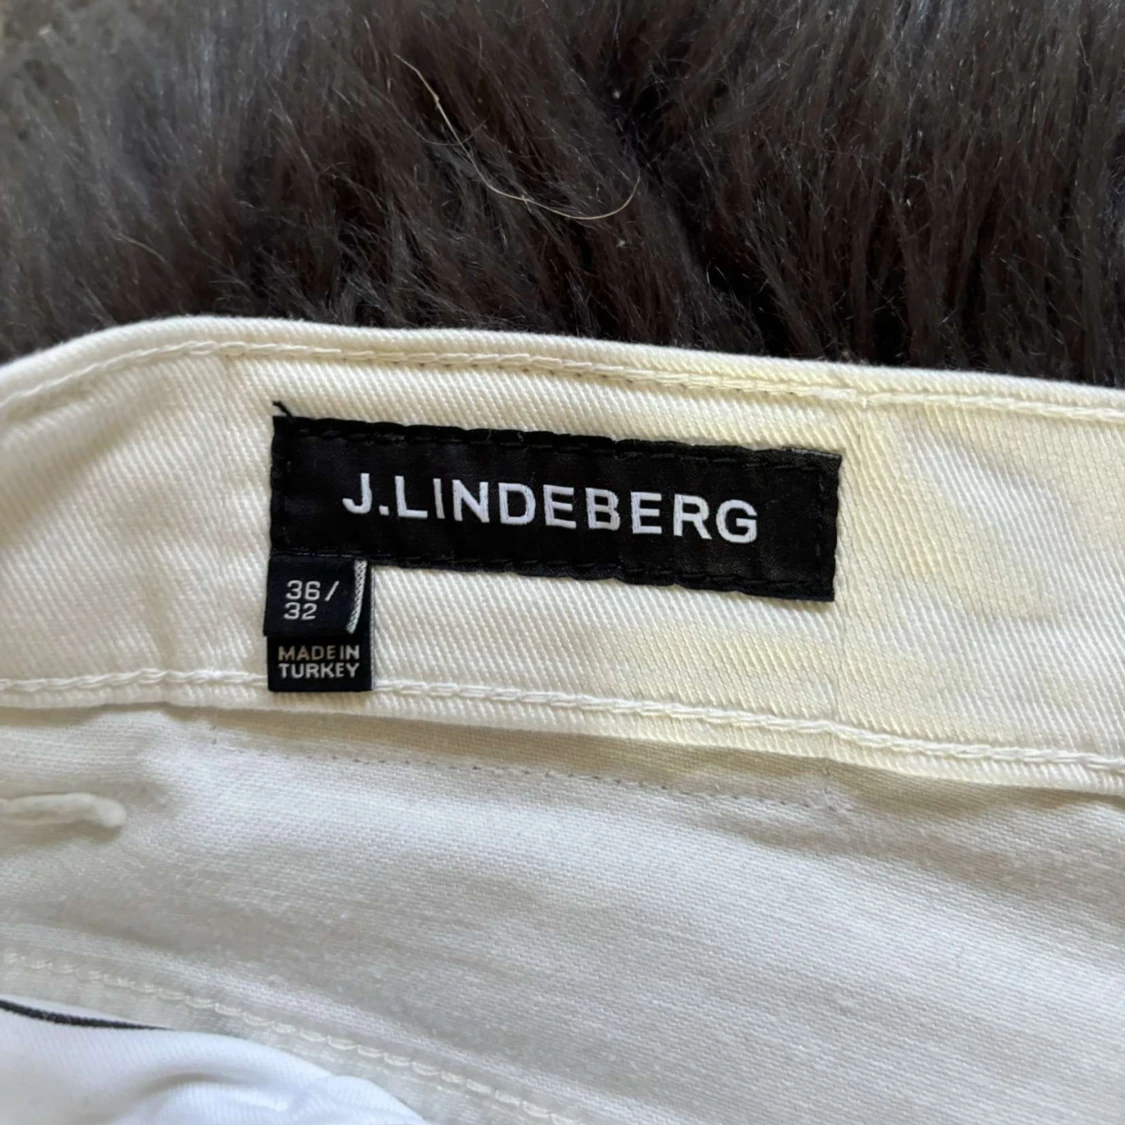 J.LINDEBERG
36/
32
MADE IN
TURKEY